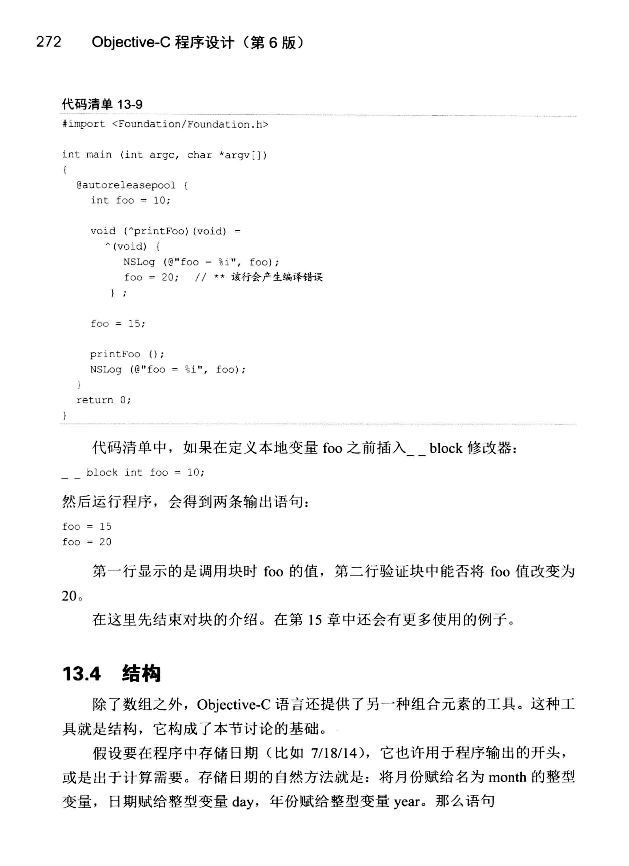 272 Objective-C 程序设计（第 6 版）
代码清单 13-9
#import <Foundation/Foundation.h>
int main (int argc, char *argv[])
{
@autoreleasepool {
int foo = 10;
void (^printFoo)(void) =
^(void) {
NSLog (@"foo = %i", foo);
foo = 20; // ** 该行会产生编译错误
} ;
foo = 15;
printFoo ();
NSLog (@"foo = %i", foo);
}
return 0;
}
代码清单中，如果在定义本地变量 foo 之前插入_ _ block 修改器：
_ _ block int foo = 10;
然后运行程序，会得到两条输出语句：
foo = 15
foo = 20
第一行显示的是调用块时 foo 的值，第二行验证块中能否将 foo 值改变为
20。
在这里先结束对块的介绍。在第 15 章中还会有更多使用的例子。
13.4 结构
除了数组之外，Objective-C 语言还提供了另一种组合元素的工具。这种工
具就是结构，它构成了本节讨论的基础。
假设要在程序中存储日期（比如 7/18/14），它也许用于程序输出的开头，
或是出于计算需要。存储日期的自然方法就是：将月份赋给名为 month 的整型
变量，日期赋给整型变量 day，年份赋给整型变量 year。那么语句